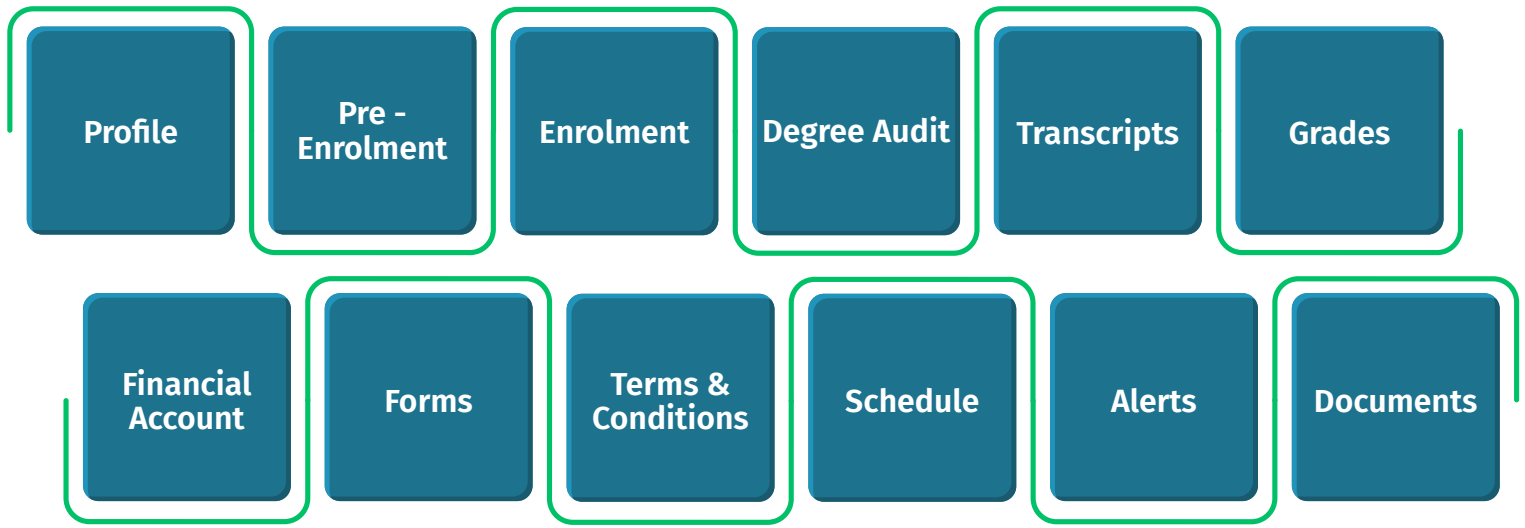 Profile
Pre -
Enrolment
Enrolment
Degree Audit
Transcripts
Grades
Financial
Account
Forms
Terms &
Conditions
Schedule
Alerts
Documents